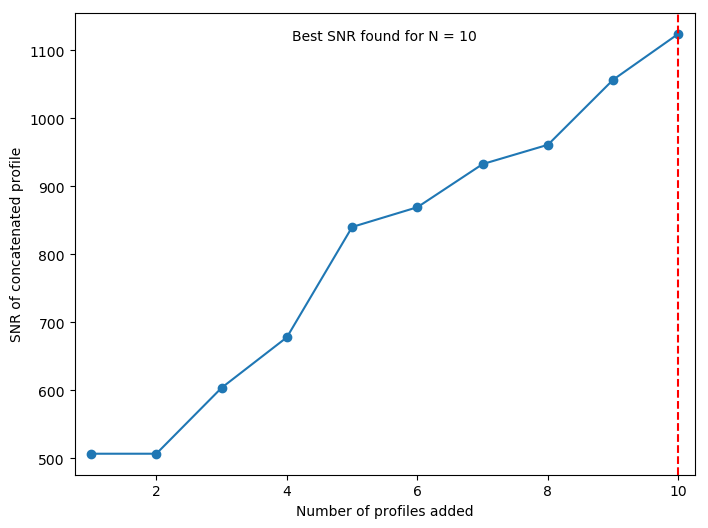 Best SNR found for N = 10
SNR of concatenated profile
1100
1000
900
800
700
600
500
2 4 6 8 10
Number of profiles added